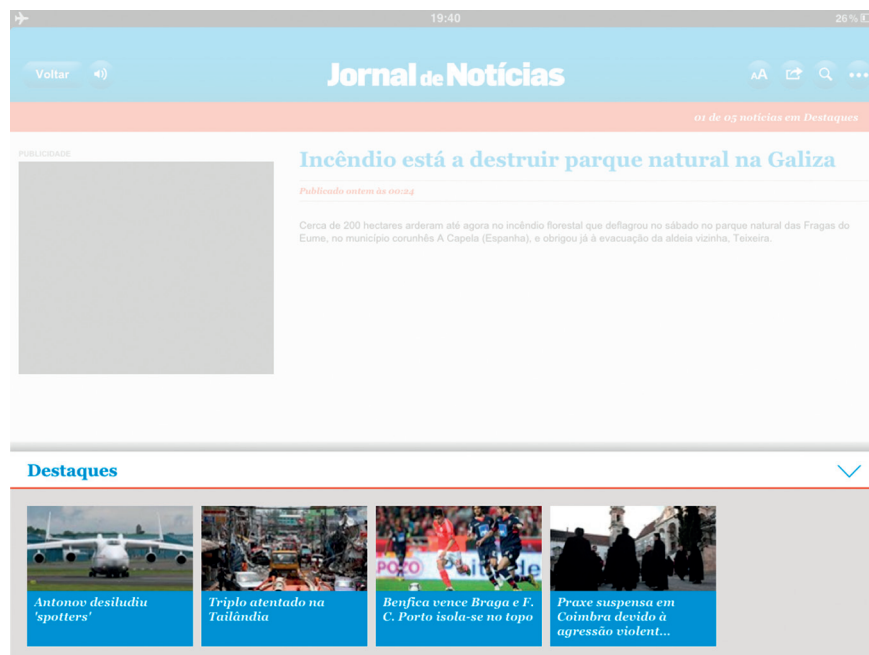 19:40
26 %
Voltar
Jornal de Notícias
AA
01 de 05 notícias em Destaques
PUBLICIDADE
Incêndio está a destruir parque natural na Galiza
Publicado ontem às 00:24
Cerca de 200 hectares arderam até agora no incêndio florestal que deflagrou no sábado no parque natural das Fragas do
Eume, no município corunhês A Capela (Espanha), e obrigou já à evacuação da aldeia vizinha, Teixeira.
Destaques
POZO
Antonov desiludiu
'spotters'
Triplo atentado na
Tailândia
Benfica vence Braga e F.
C. Porto isola-se no topo
Praxe suspensa em
Coimbra devido à
agressão violent...